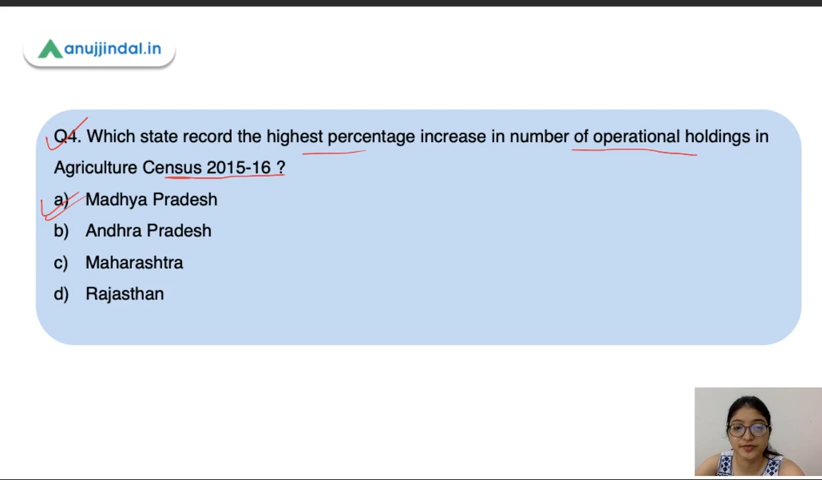 anujjindal.in
Q4. Which state record the highest percentage increase in number of operational holdings in
Agriculture Census 2015-16 ?
a) Madhya Pradesh
b) Andhra Pradesh
c) Maharashtra
d) Rajasthan